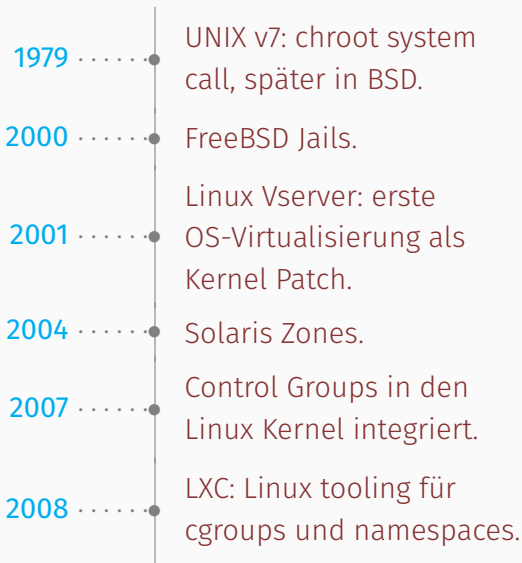 1979 UNIX v7: chroot system
call, später in BSD.
2000 FreeBSD Jails.
Linux Vserver: erste
2001 OS-Virtualisierung als
Kernel Patch.
2004 Solaris Zones.
2007 Control Groups in den
Linux Kernel integriert.
2008 LXC: Linux tooling für
cgroups und namespaces.